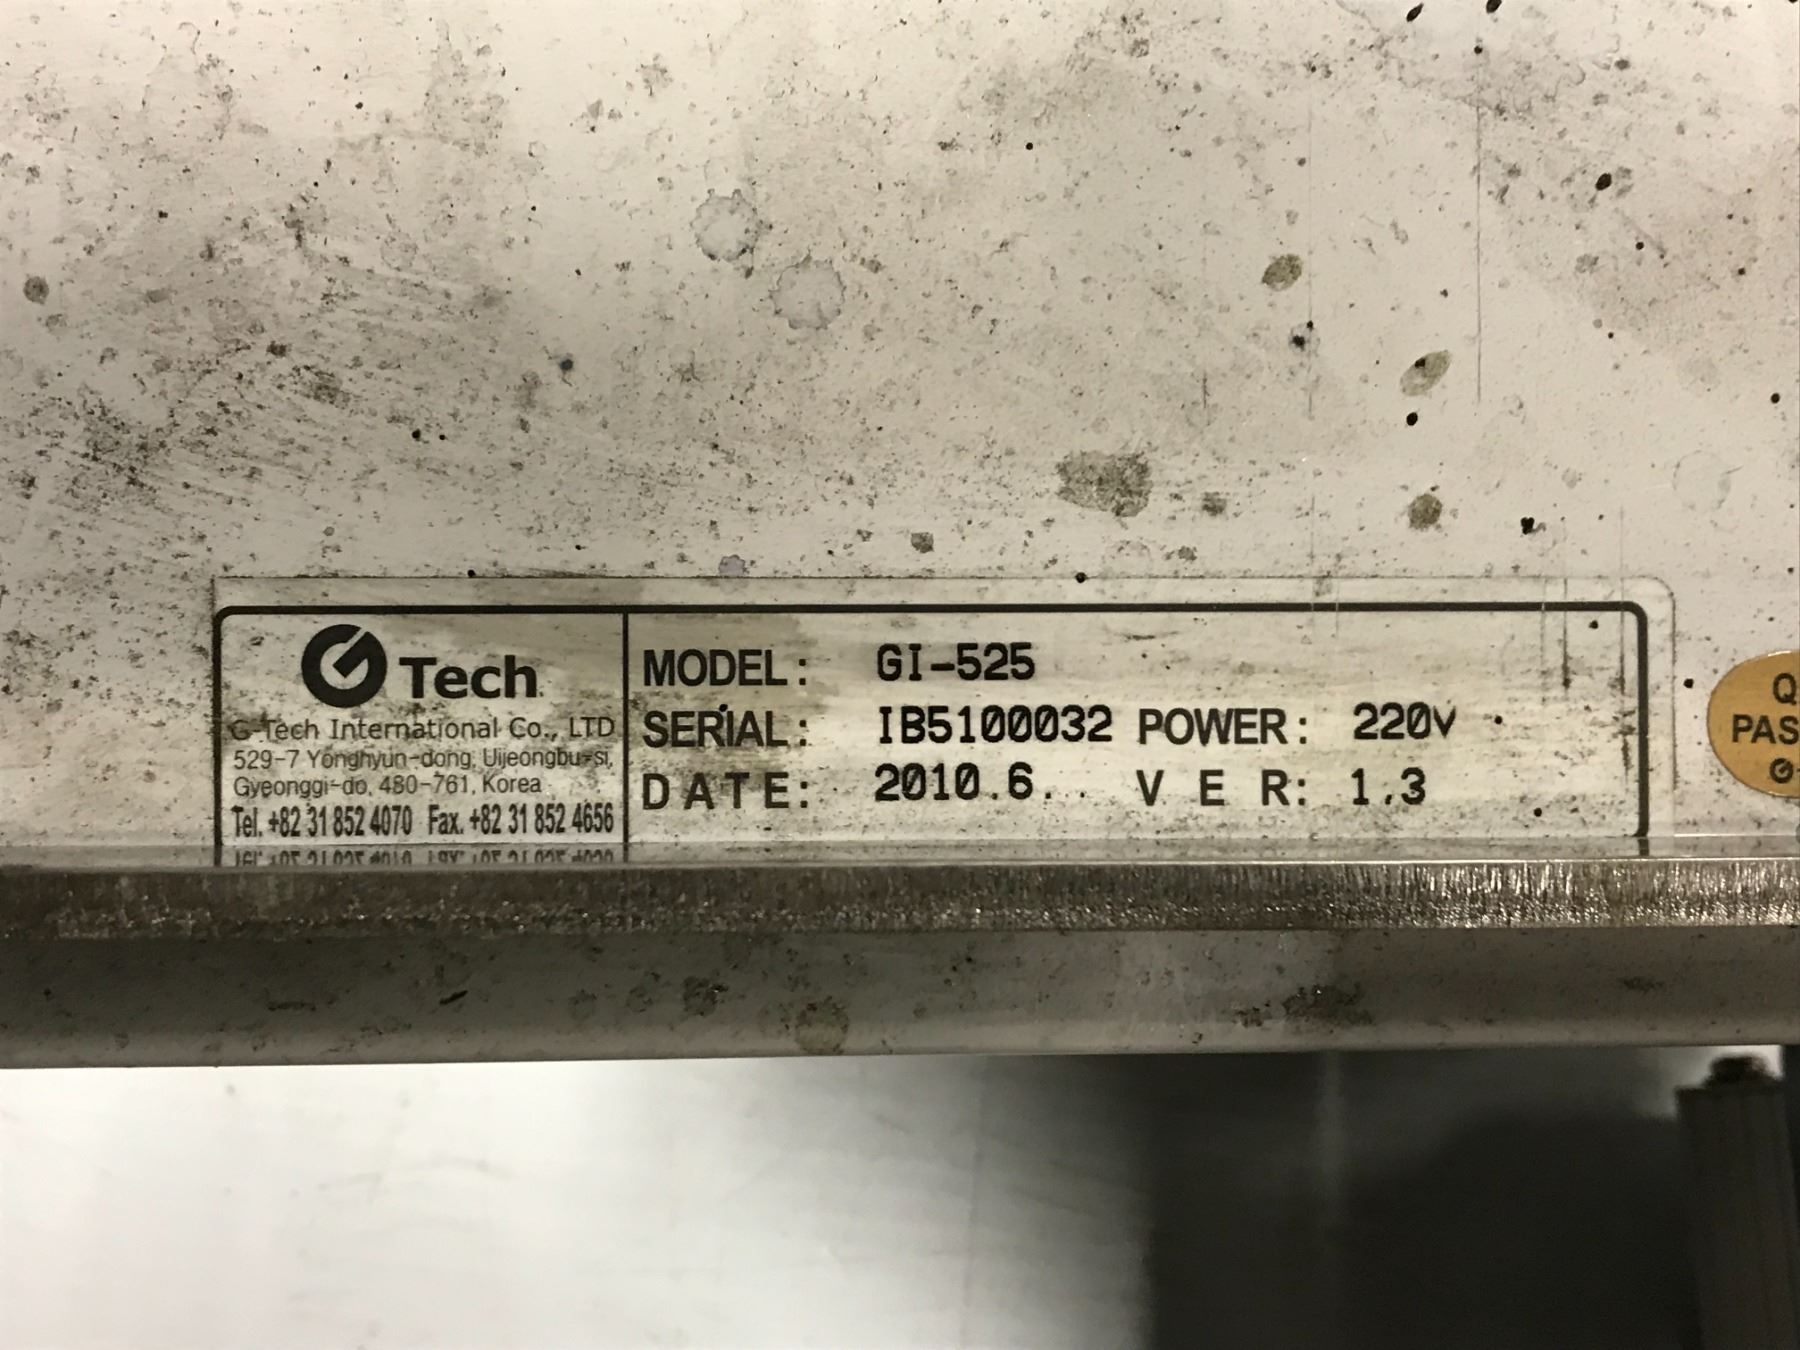 G Tech
G-Tech International Co., LTD
529-7 Yonghyun-dong, Uijeongbu-si,
Gyeonggi-do, 480-761, Korea
Tel. +82 31 852 4070 Fax. +82 31 852 4656
MODEL: GI-525
SERIAL: IB5100032 POWER: 220V
DATE: 2010.6. VER: 1.3
Q
PAS